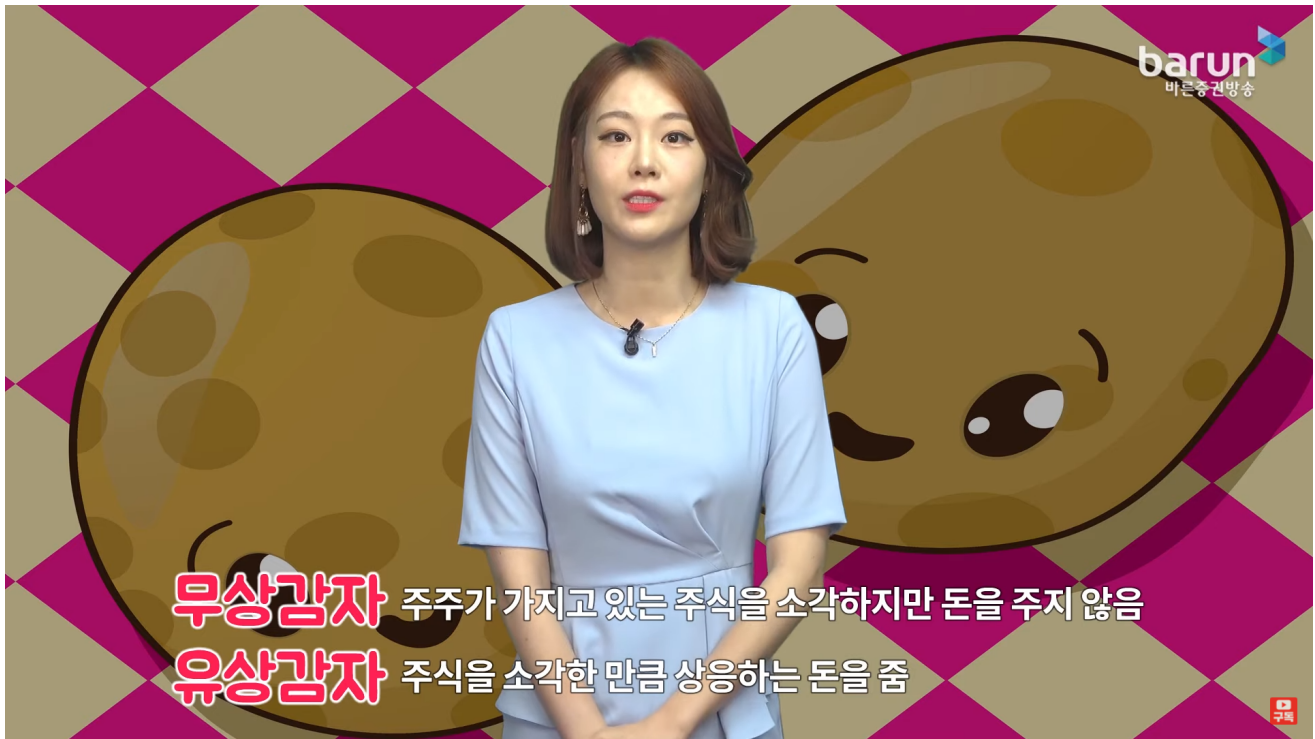 barun
바른증권방송
무상감자 주주가 가지고 있는 주식을 소각하지만 돈을 주지 않음
유상감자 주식을 소각한 만큼 상응하는 돈을 줌
구독